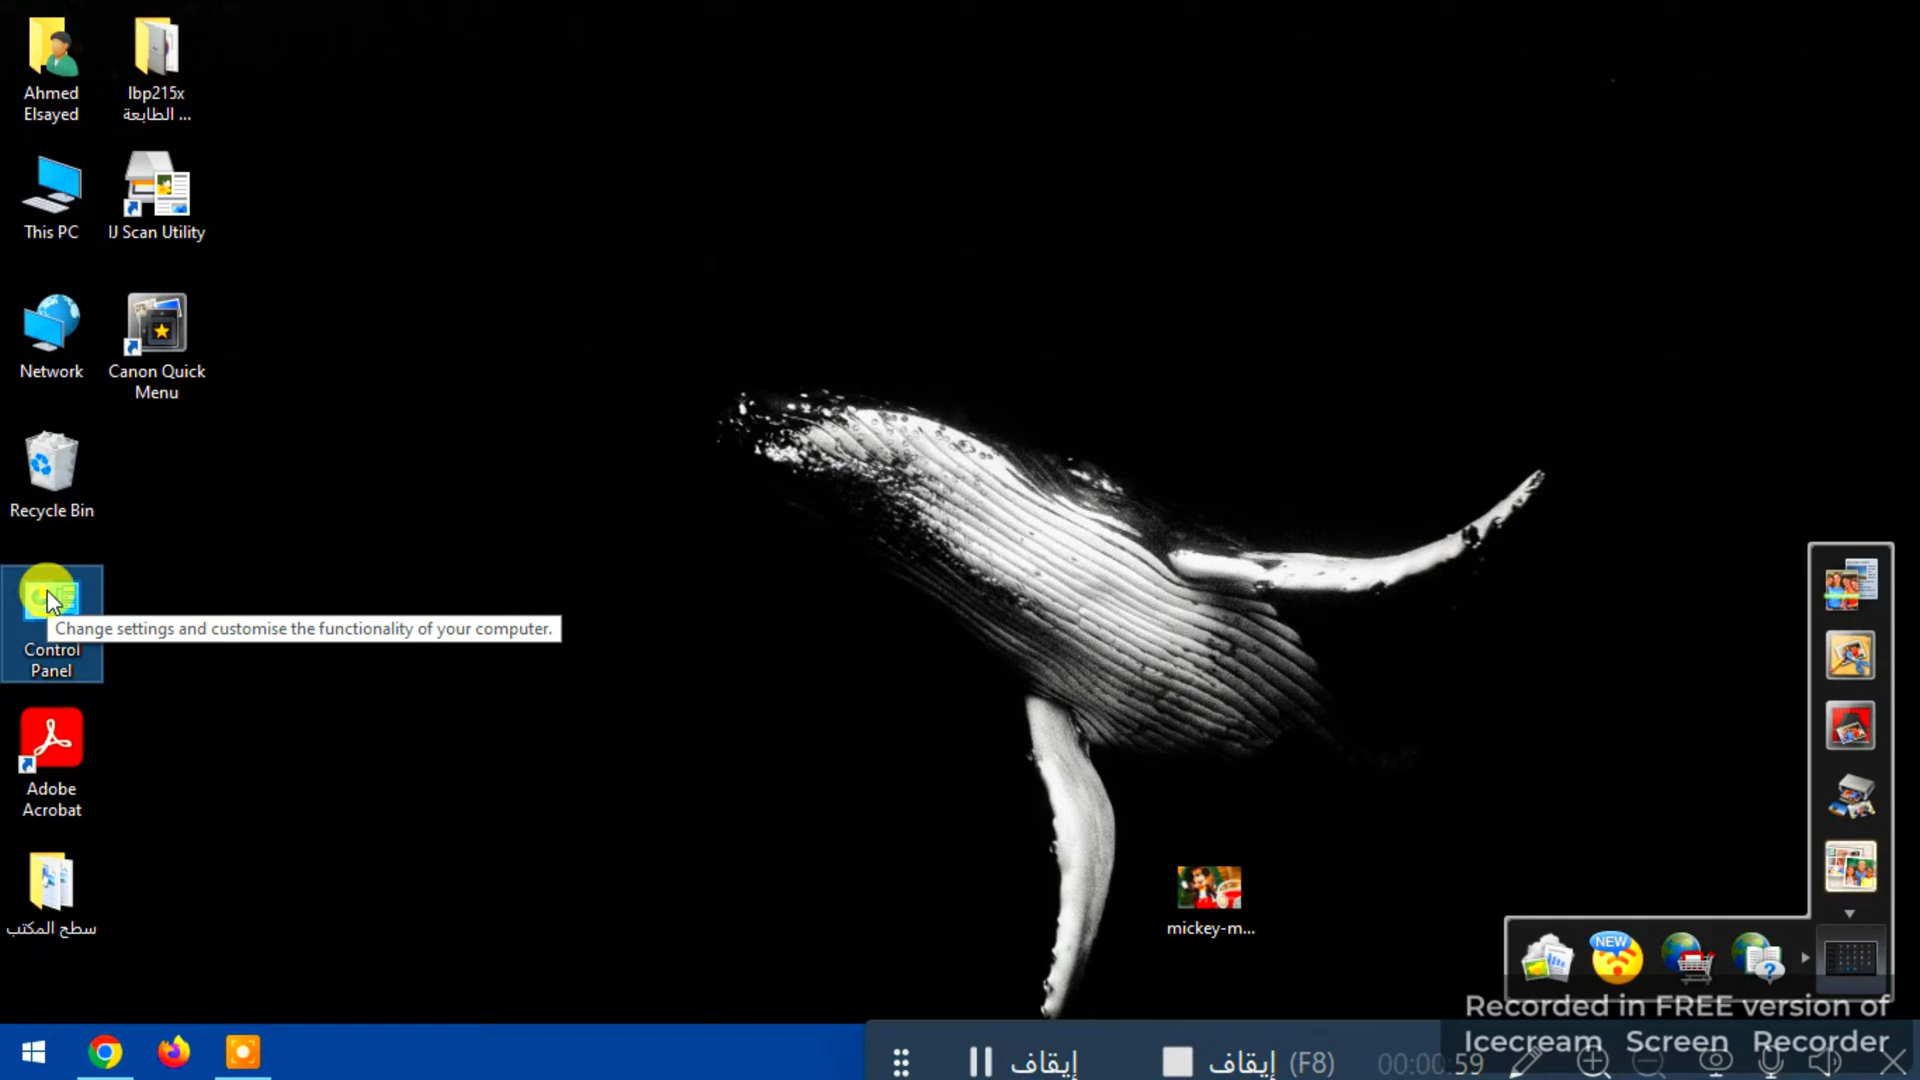 Ahmed
Elsayed
lbp215x
الطابعة ...
This PC
IJ Scan Utility
Network
Canon Quick
Menu
Recycle Bin
Change settings and customise the functionality of your computer.
Control
Panel
Adobe
Acrobat
سطح المكتب
mickey-m...
NEW
Recorded in FREE version of
Icecream Screen Recorder
إيقاف
إيقاف (F8)
00:00:59